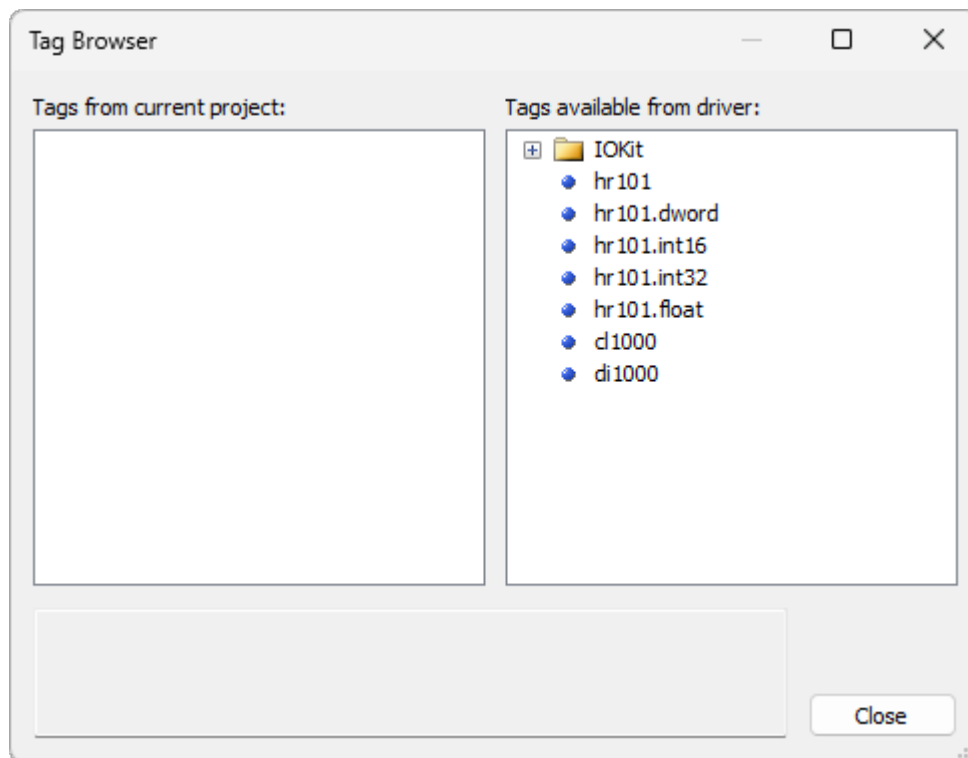 Tag Browser
Tags from current project:
Tags available from driver:
IOKit
hr101
hr101.dword
hr101.int16
hr101.int32
hr101.float
cl1000
di1000
Close